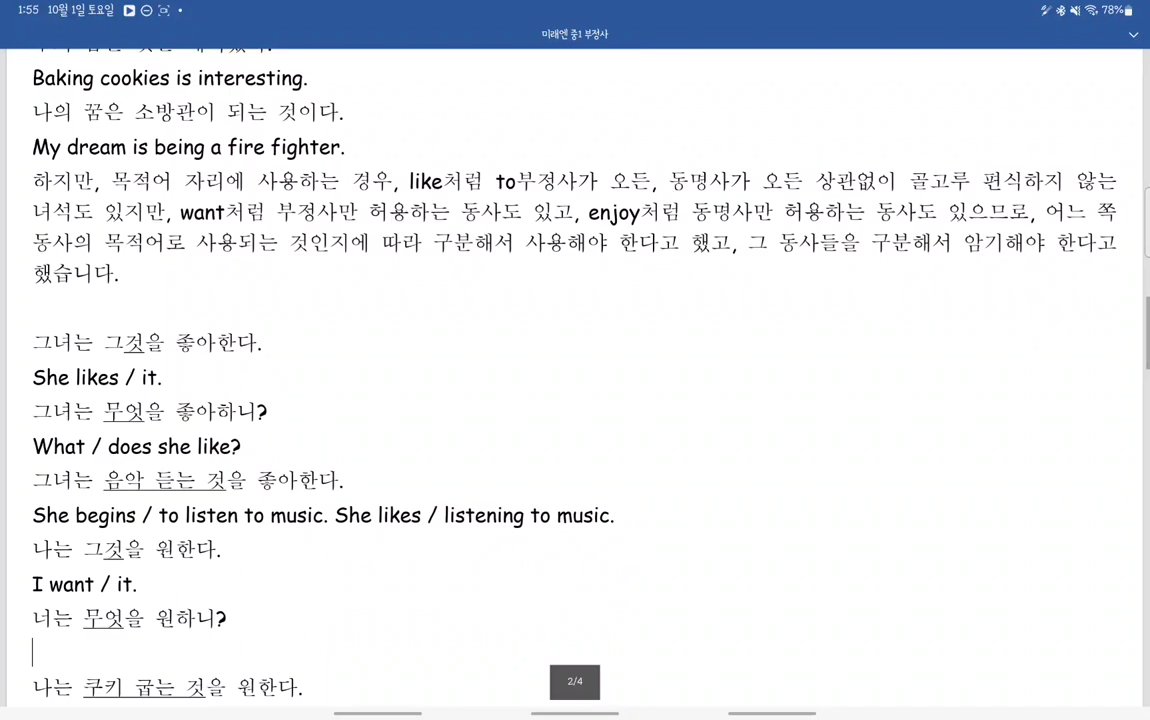 1:55 10월 1일 토요일
78%
미래엔 중1 부정사
Baking cookies is interesting.
나의 꿈은 소방관이 되는 것이다.
My dream is being a fire fighter.
하지만, 목적어 자리에 사용하는 경우, like처럼 to부정사가 오든, 동명사가 오든 상관없이 골고루 편식하지 않는
녀석도 있지만, want처럼 부정사만 허용하는 동사도 있고, enjoy처럼 동명사만 허용하는 동사도 있으므로, 어느 쪽
동사의 목적어로 사용되는 것인지에 따라 구분해서 사용해야 한다고 했고, 그 동사들을 구분해서 암기해야 한다고
했습니다.
그녀는 그것을 좋아한다.
She likes / it.
그녀는 무엇을 좋아하니?
What / does she like?
그녀는 음악 듣는 것을 좋아한다.
She begins / to listen to music. She likes / listening to music.
나는 그것을 원한다.
I want / it.
너는 무엇을 원하니?
나는 쿠키 굽는 것을 원한다.
2/4